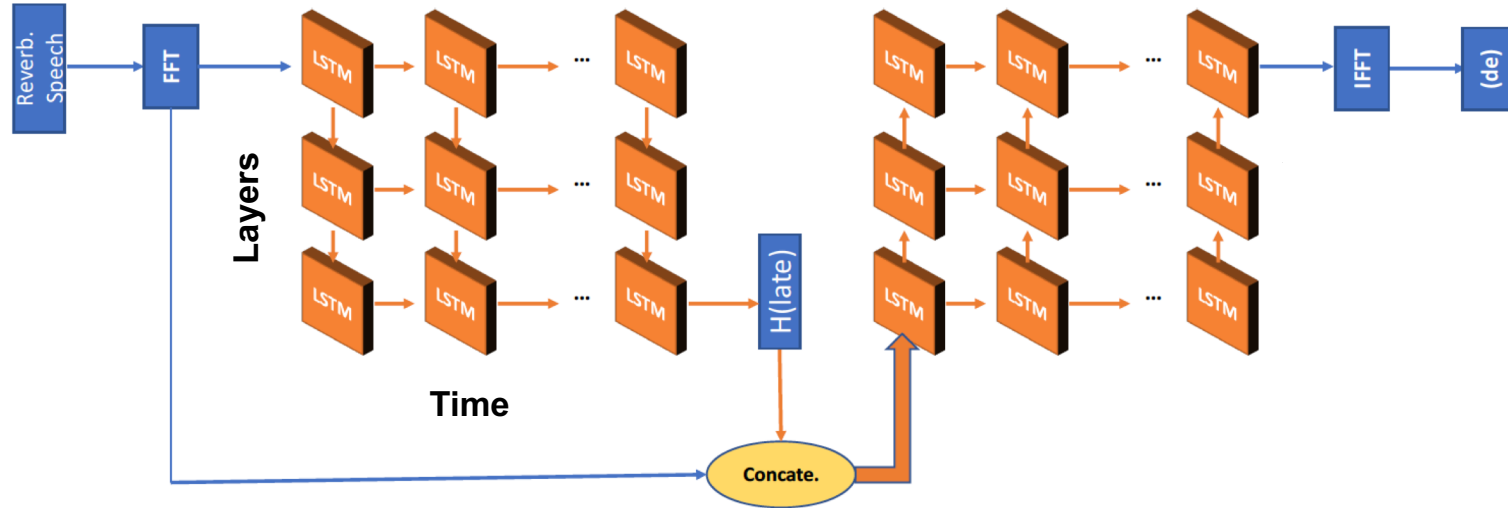 Reverb.
Speech
FFT
LSTM
LSTM
...
LSTM
LSTM
LSTM
...
LSTM
LSTM
LSTM
...
LSTM
Layers
Time
H(late)
Concate.
LSTM
LSTM
...
LSTM
LSTM
LSTM
...
LSTM
LSTM
LSTM
...
LSTM
IFFT
(de)